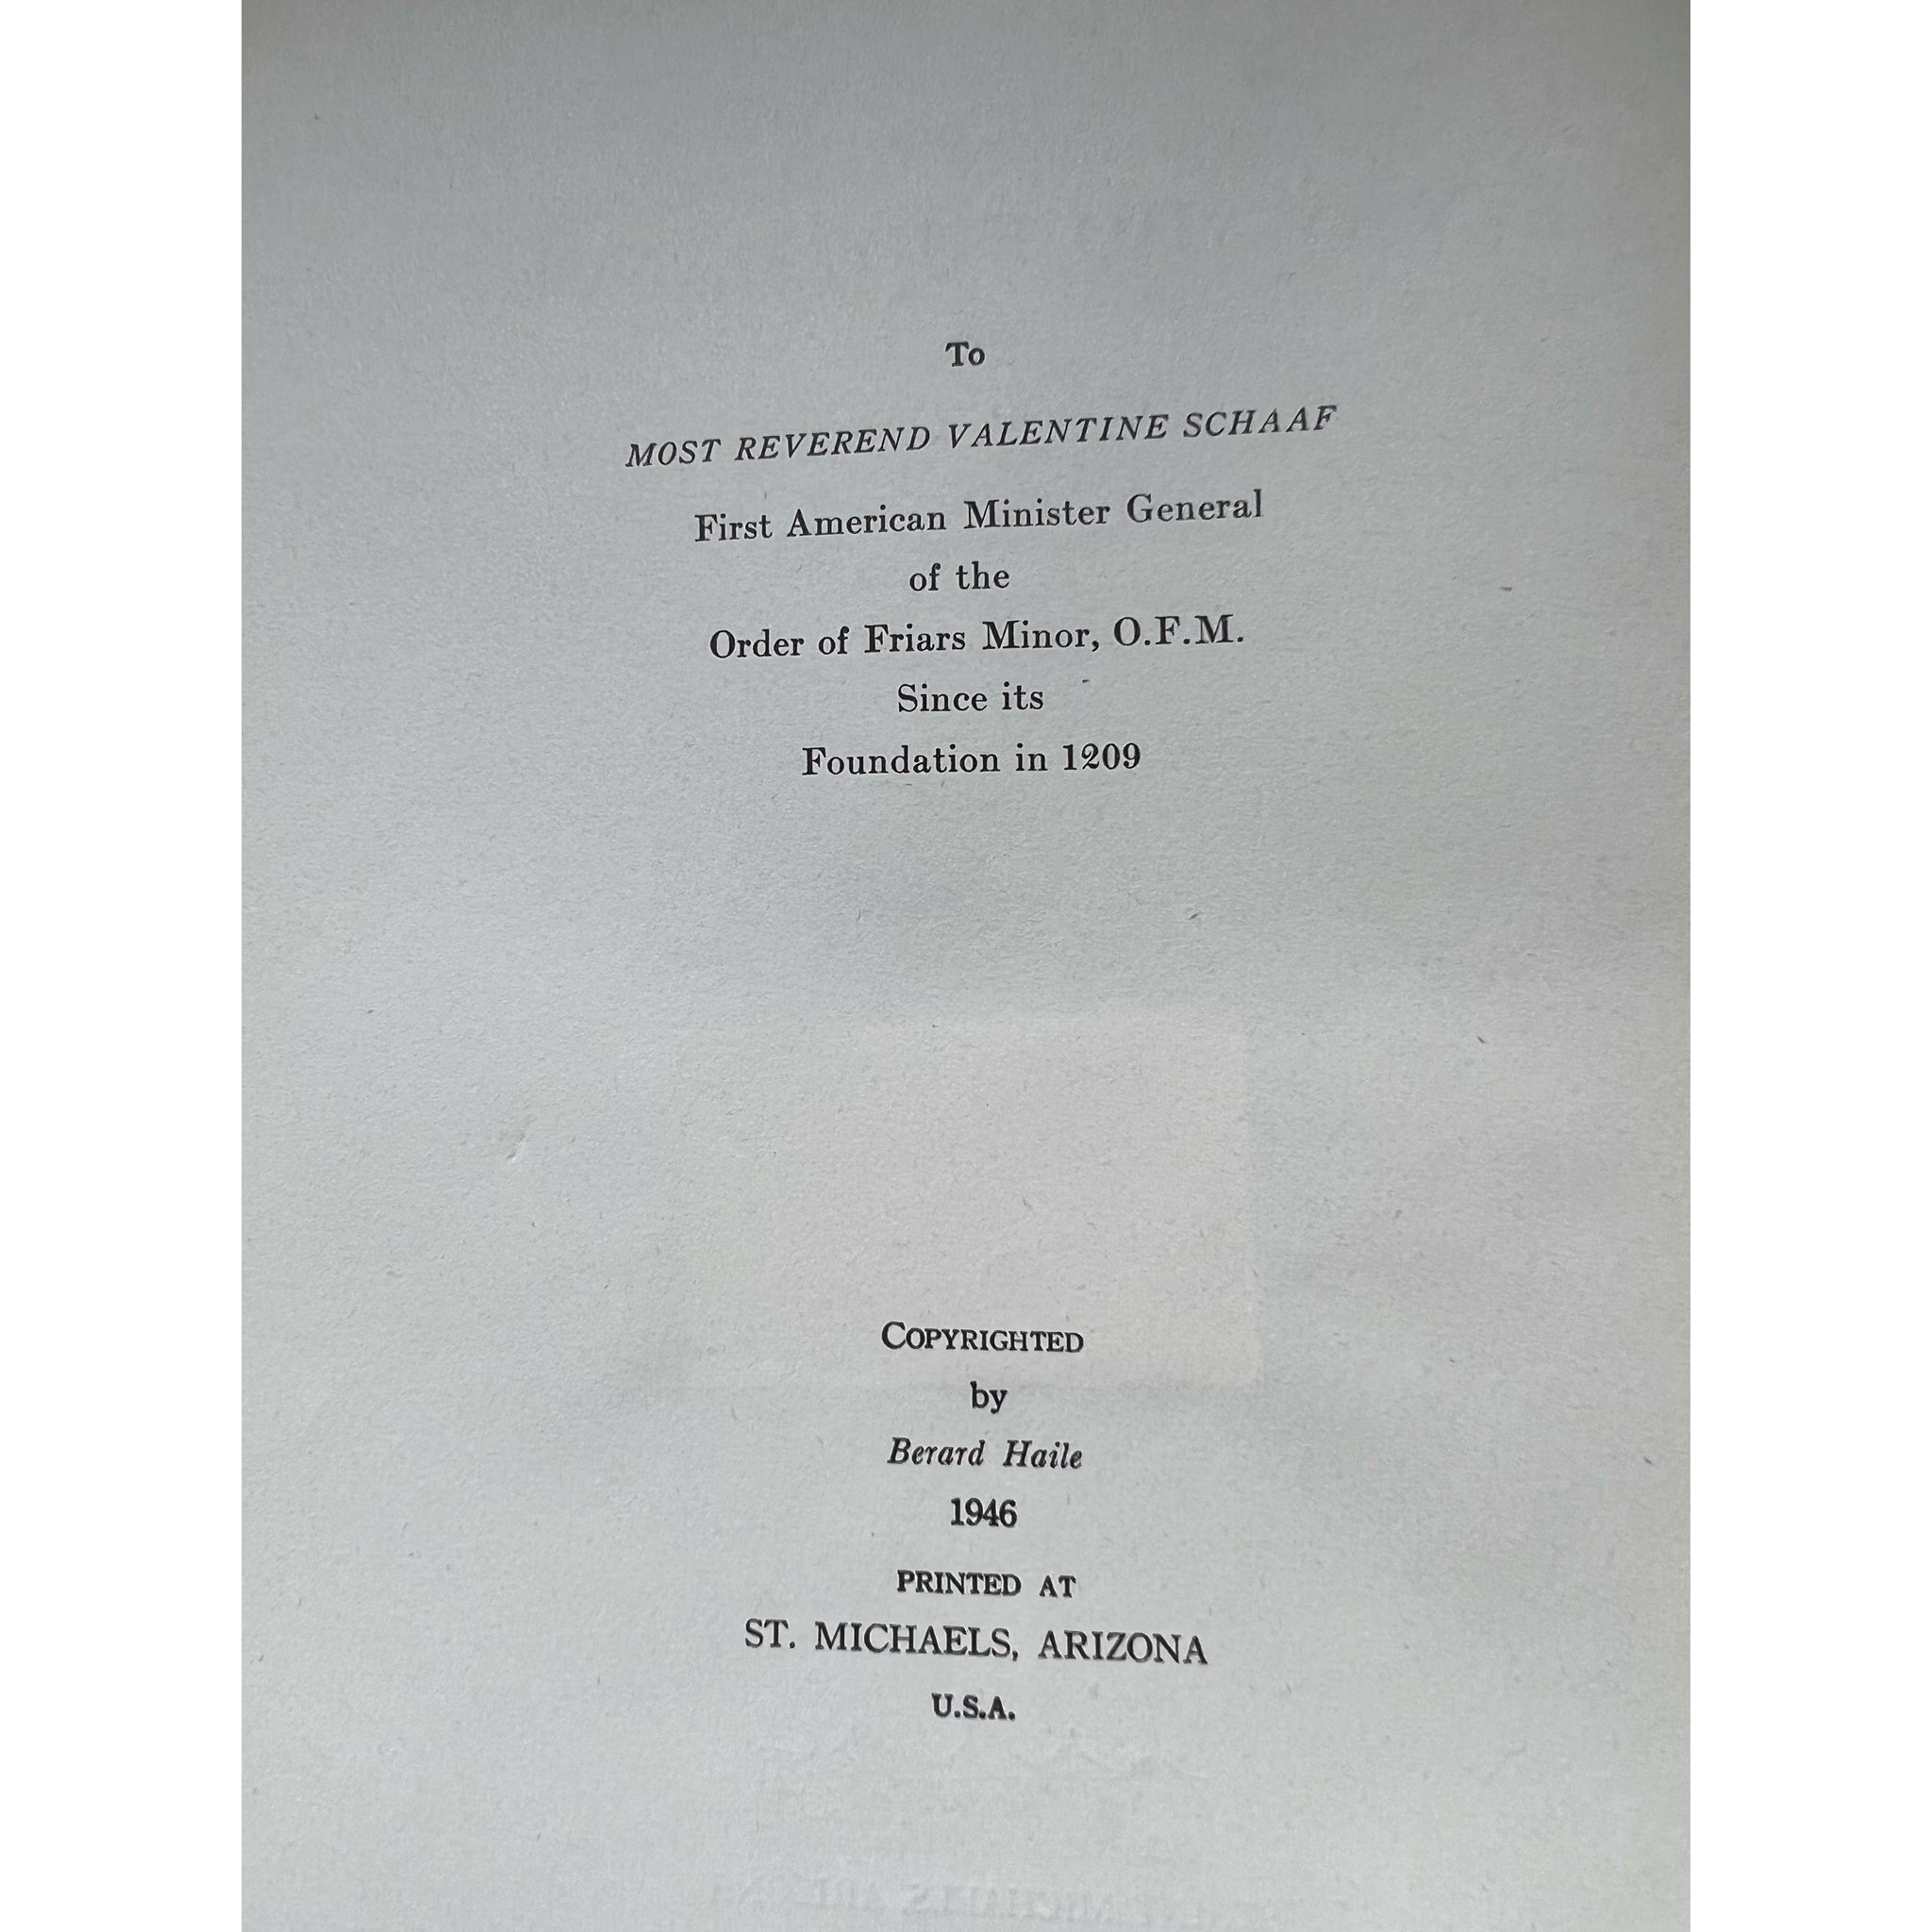 To
MOST REVEREND VALENTINE SCHAAF
First American Minister General
of the
Order of Friars Minor, O.F.M.
Since its
Foundation in 1209
COPYRIGHTED
by
Berard Haile
1946
PRINTED AT
ST. MICHAELS, ARIZONA
U.S.A.